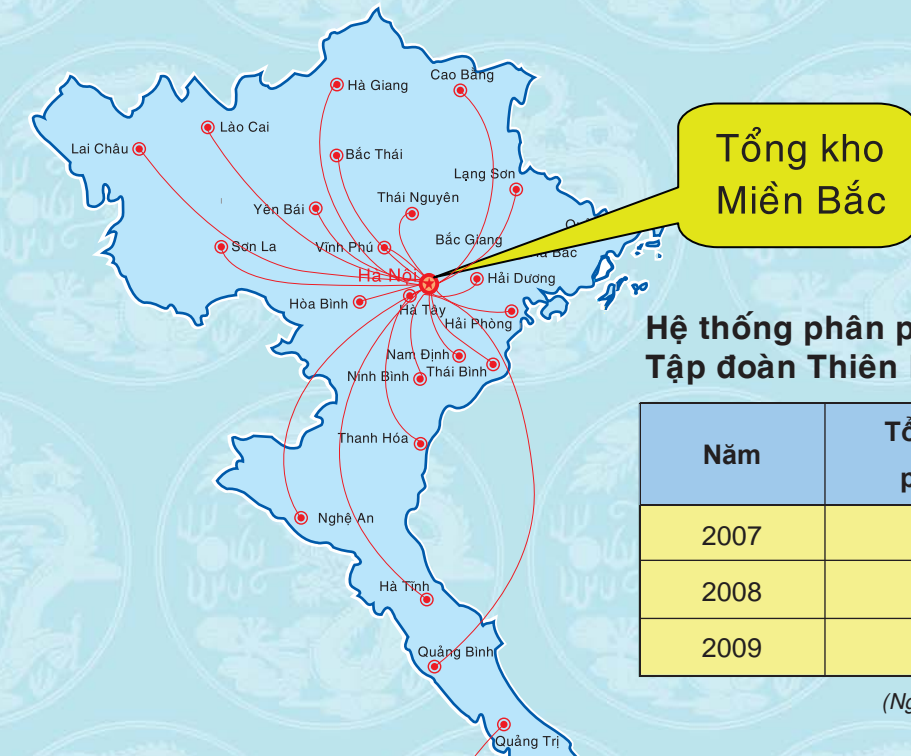 Cao Bằng
Hà Giang
Lào Cai
Lai Châu
Bắc Thái
Lạng Sơn
Thái Nguyên
Yên Bái
Vĩnh Phú
Bắc Giang
Sơn La
Bắc
Hà Nội
Hải Dương
Hòa Bình
Hà Tây
Hải Phòng
Nam Định
Ninh Bình
Thái Bình
Thanh Hóa
Nghệ An
Hà Tĩnh
Quảng Bình
Quảng Trị
Tổng kho
Miền Bắc
Hệ thống phân p
Tập đoàn Thiên
Năm
2007
2008
2009